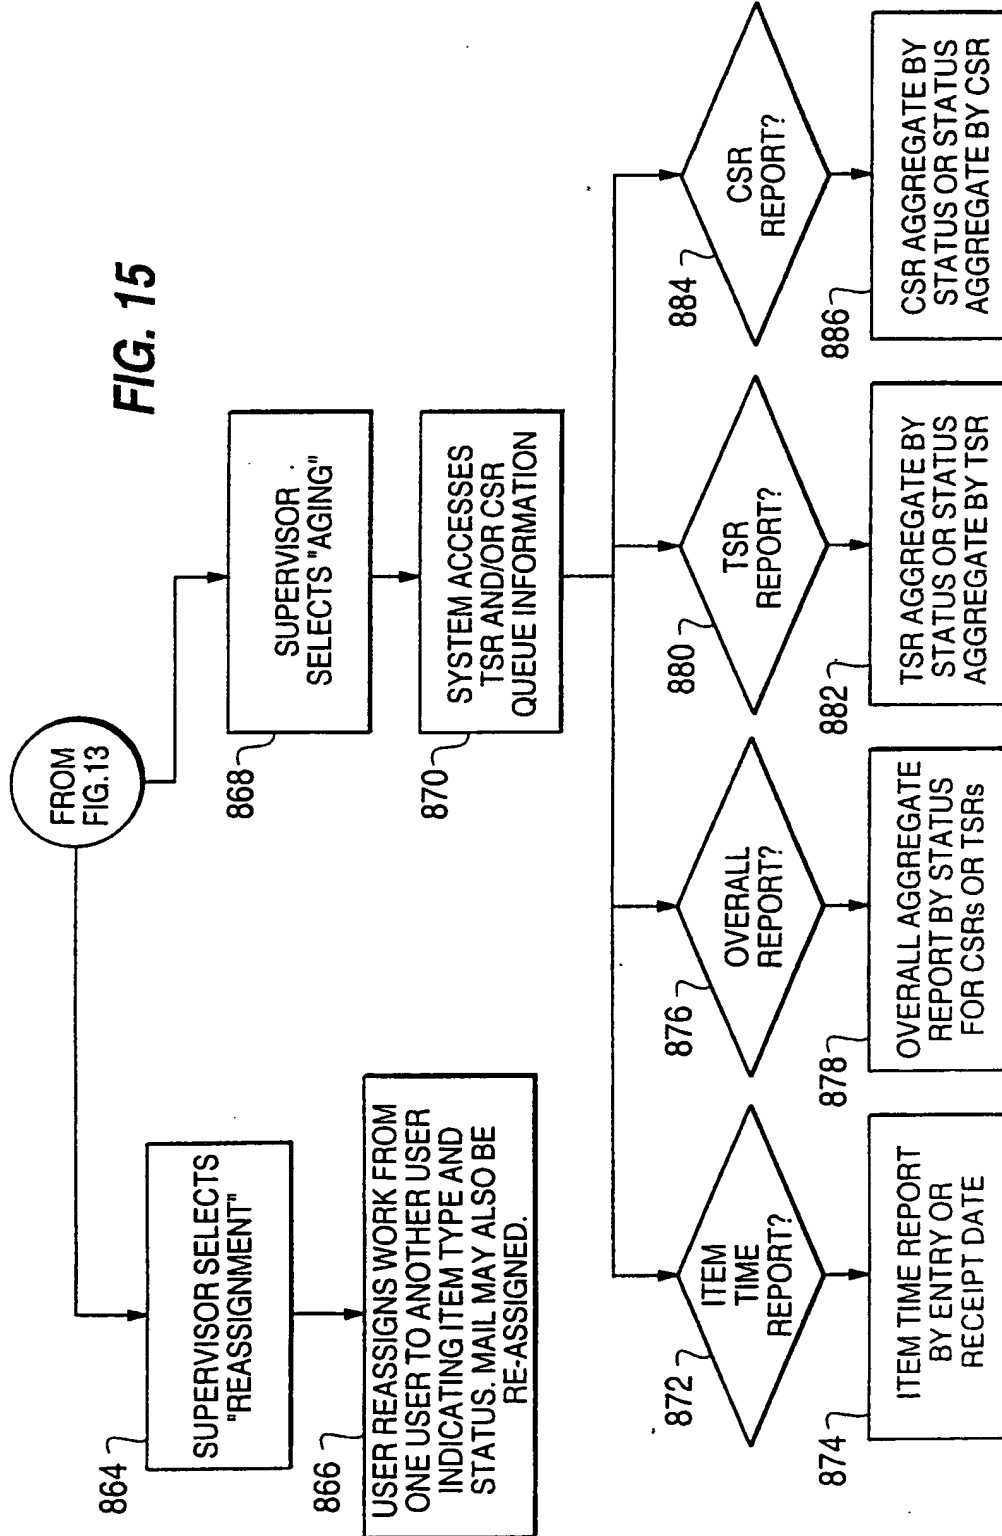 FIG. 15
FROM
FIG.13
864
SUPERVISOR SELECTS
"REASSIGNMENT"
866
USER REASSIGNS WORK FROM
ONE USER TO ANOTHER USER
INDICATING ITEM TYPE AND
STATUS. MAIL MAY ALSO BE
RE-ASSIGNED.
868
SUPERVISOR
SELECTS "AGING"
870
SYSTEM ACCESSES
TSR AND/OR CSR
QUEUE INFORMATION
872
ITEM
TIME
REPORT?
874
ITEM TIME REPORT
BY ENTRY OR
RECEIPT DATE
876
OVERALL
REPORT?
878
OVERALL AGGREGATE
REPORT BY STATUS
FOR CSRs OR TSRs
880
TSR
REPORT?
882
TSR AGGREGATE BY
STATUS OR STATUS
AGGREGATE BY TSR
884
CSR
REPORT?
886
CSR AGGREGATE BY
STATUS OR STATUS
AGGREGATE BY CSR